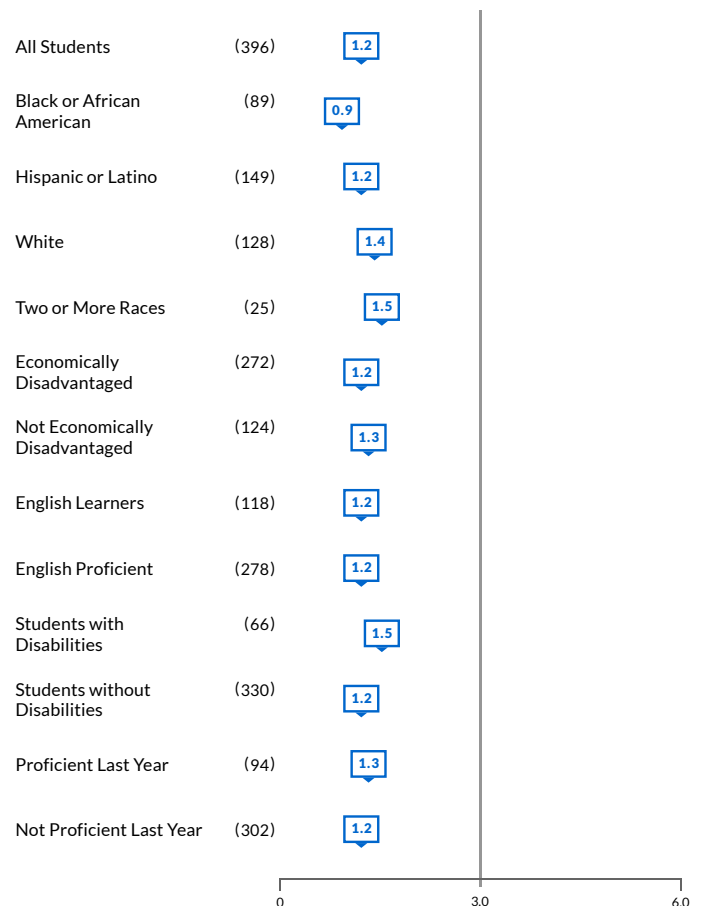 All Students (396) 1.2
Black or African (89) 0.9
American
Hispanic or Latino (149) 1.2
White (128) 1.4
Two or More Races (25) 1.5
Economically (272) 1.2
Disadvantaged
Not Economically (124) 1.3
Disadvantaged
English Learners (118) 1.2
English Proficient (278) 1.2
Students with (66) 1.5
Disabilities
Students without (330) 1.2
Disabilities
Proficient Last Year (94) 1.3
Not Proficient Last Year (302) 1.2
0 3.0 6.0